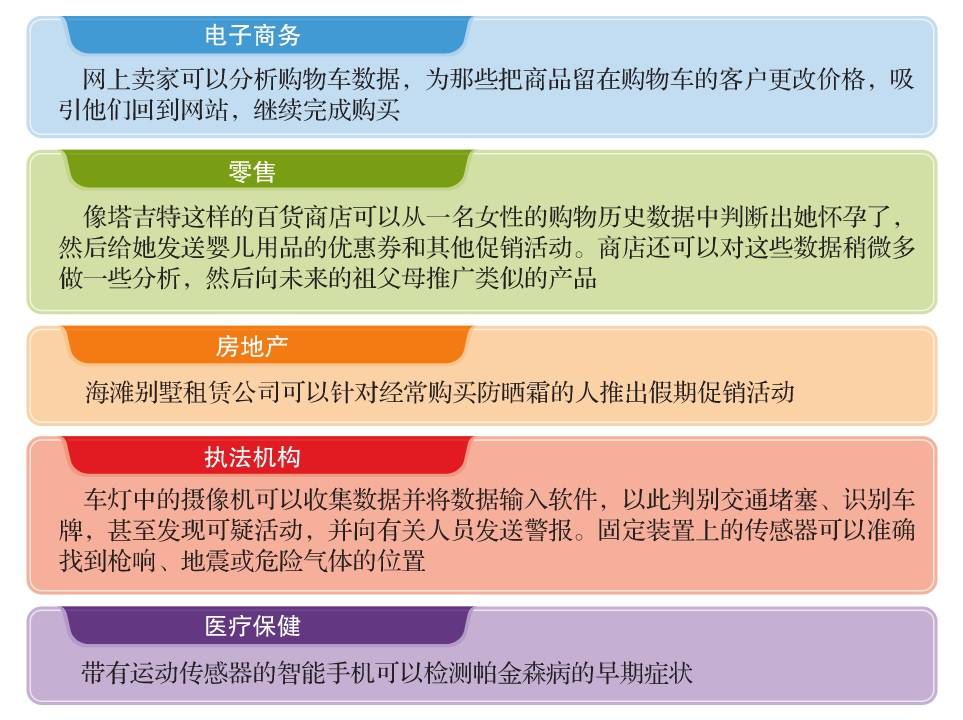 电子商务
网上卖家可以分析购物车数据，为那些把商品留在购物车的客户更改价格，吸
引他们回到网站，继续完成购买
零售
像塔吉特这样的百货商店可以从一名女性的购物历史数据中判断出她怀孕了，
然后给她发送婴儿用品的优惠券和其他促销活动。商店还可以对这些数据稍微多
做一些分析，然后向未来的祖父母推广类似的产品
房地产
海滩别墅租赁公司可以针对经常购买防晒霜的人推出假期促销活动
执法机构
车灯中的摄像机可以收集数据并将数据输入软件，以此判别交通堵塞、识别车
牌，甚至发现可疑活动，并向有关人员发送警报。固定装置上的传感器可以准确
找到枪响、地震或危险气体的位置
医疗保健
带有运动传感器的智能手机可以检测帕金森病的早期症状